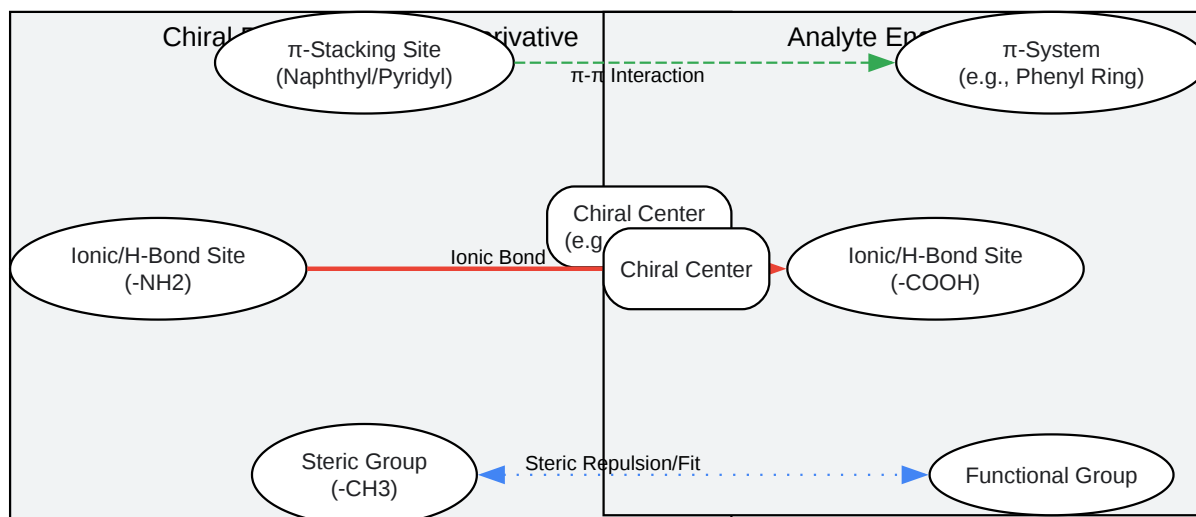 Chiral
rivative
Analyte
π-Stacking Site
(Naphthyl/Pyridyl)
π-π Interaction
π-System
(e.g., Phenyl Ring)
Chiral Center
(e.g.
Ionic/H-Bond Site
(-NH2)
Ionic Bond
Chiral Center
Ionic/H-Bond Site
(-COOH)
Steric Group
(-CH3)
Steric Repulsion/Fit
Functional Group